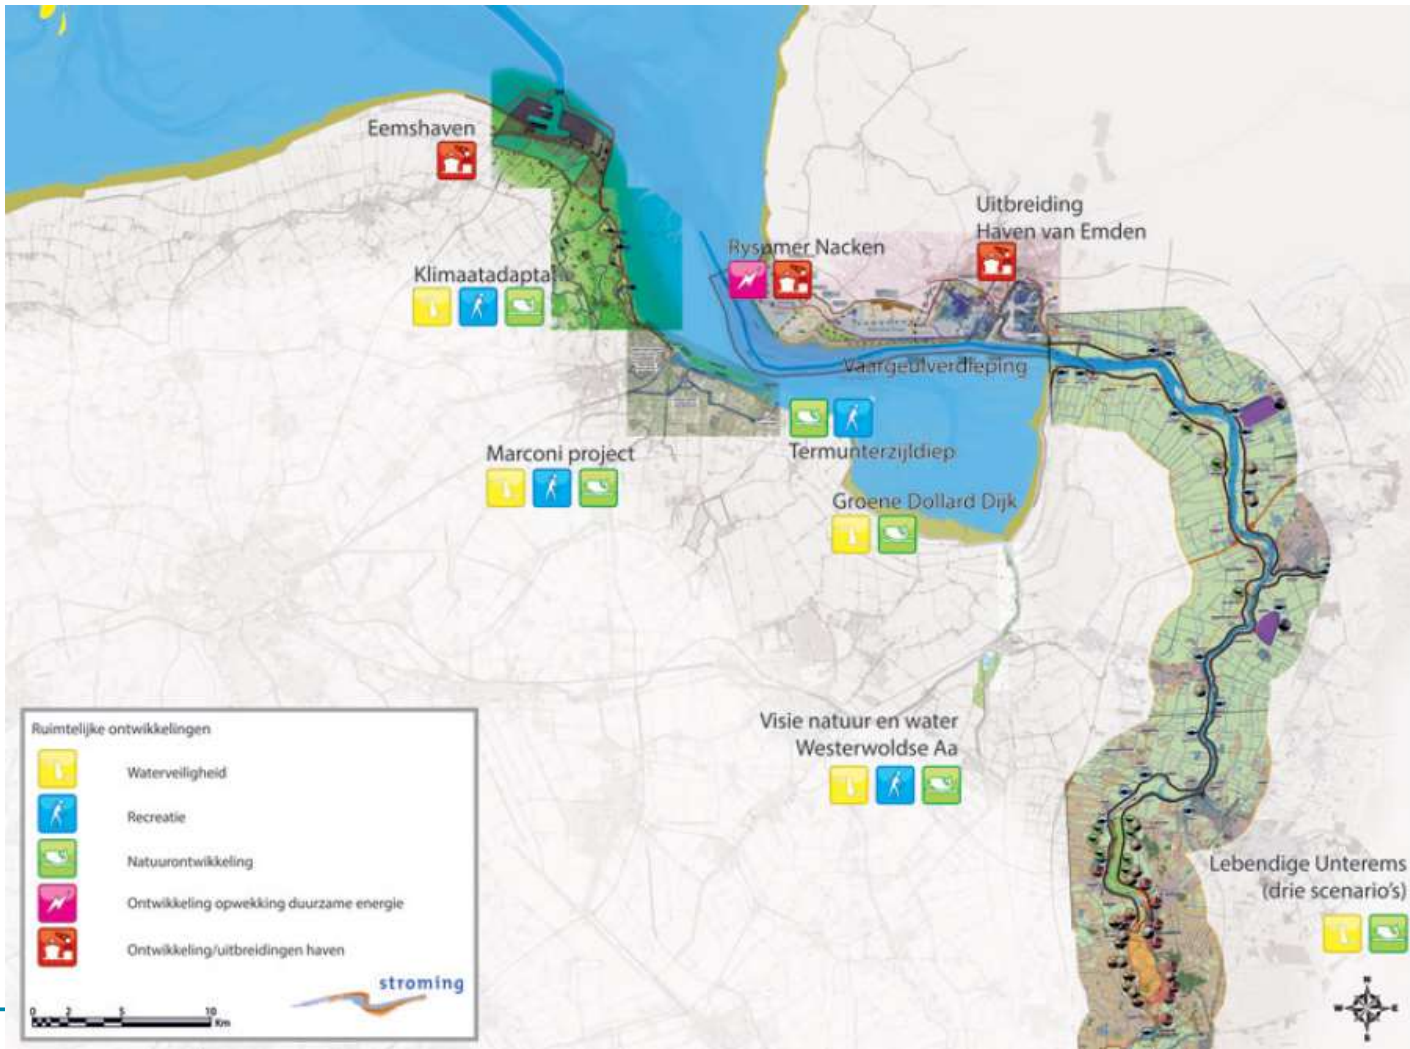 Eemshaven
Uitbreiding
Haven van Emden
Rysumer Nacken
Klimaatadaptatie
Vaargeulverdieping
Marconi project
Termunterzijldiep
Groene Dollard Dijk
Visie natuur en water
Westerwoldse Aa
Lebendige Unterems
(drie scenario's)
Ruimtelijke ontwikkelingen
Waterveiligheid
Recreatie
Natuurontwikkeling
Ontwikkeling opwekking duurzame energie
Ontwikkeling/uitbreidingen haven
stroming
0 2 5 10
Km
N
W E
S